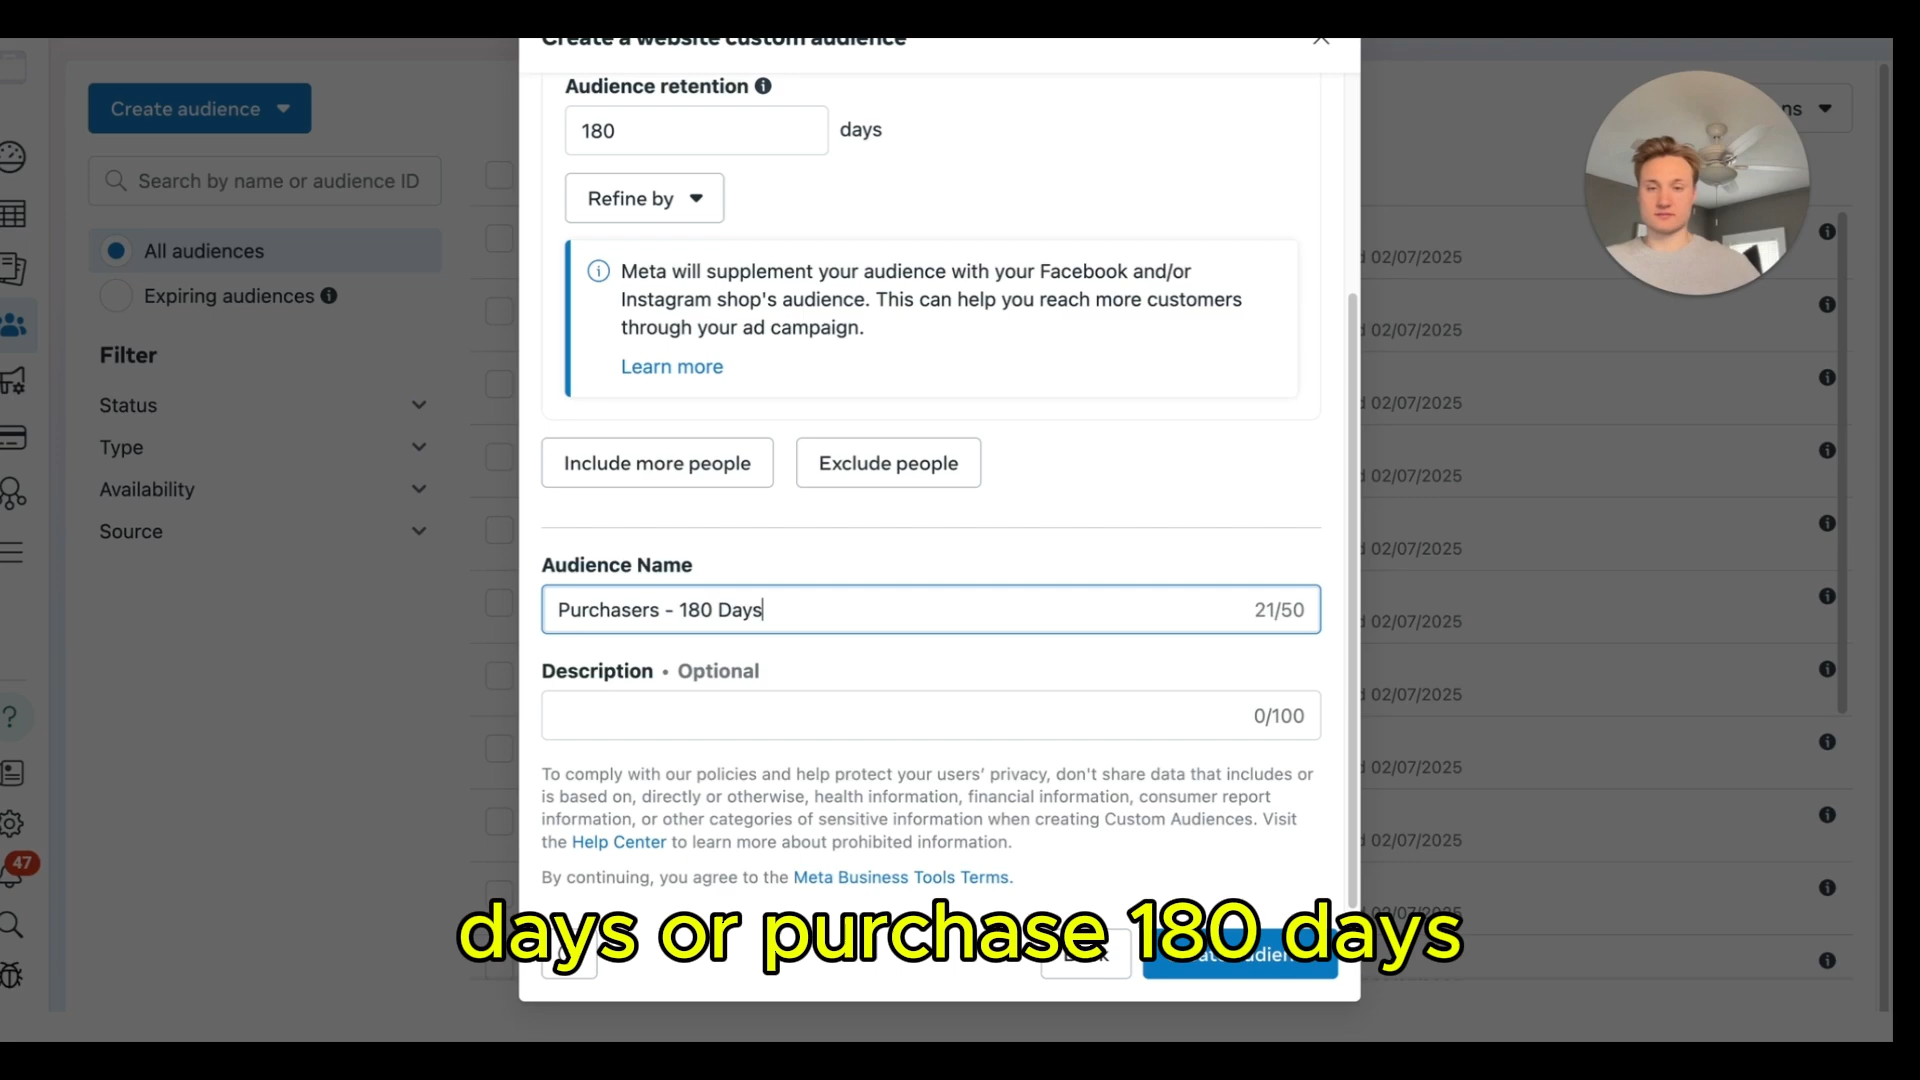 Create a website custom audience
Create audience
Search by name or audience ID
All audiences
Expiring audiences
Filter
Status
Type
Availability
Source
47
Audience retention
180
days
Refine by
Meta will supplement your audience with your Facebook and/or
Instagram shop's audience. This can help you reach more customers
through your ad campaign.
Learn more
Include more people
Exclude people
Audience Name
Purchasers - 180 Days
21/50
Description • Optional
0/100
To comply with our policies and help protect your users' privacy, don't share data that includes or
is based on, directly or otherwise, health information, financial information, consumer report
information, or other categories of sensitive information when creating Custom Audiences. Visit
the Help Center to learn more about prohibited information.
By continuing, you agree to the Meta Business Tools Terms.
days or purchase 180 days
02/07/2025
02/07/2025
02/07/2025
02/07/2025
02/07/2025
02/07/2025
02/07/2025
02/07/2025
02/07/2025